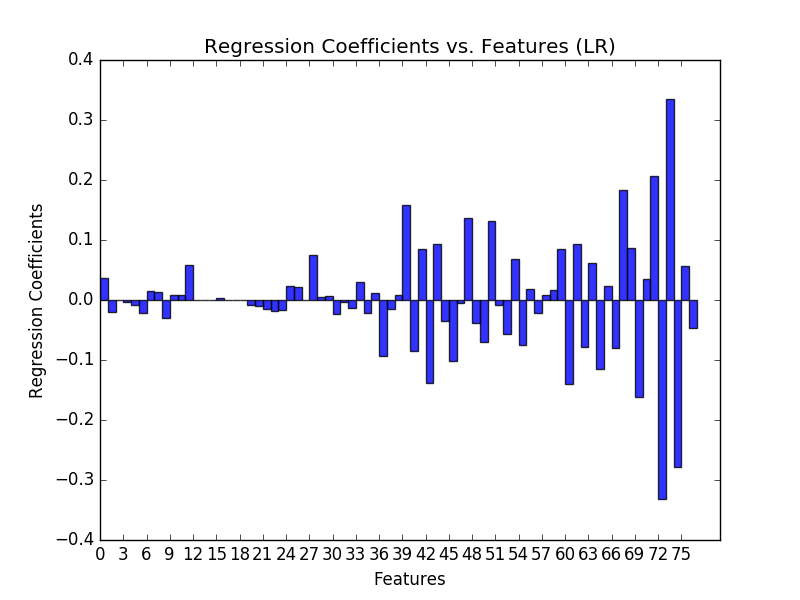 Regression Coefficients vs. Features (LR)
Regression Coefficients
0.4
0.3
0.2
0.1
0.0
−0.1
−0.2
−0.3
−0.4
0 3 6 9 12 15 18 21 24 27 30 33 36 39 42 45 48 51 54 57 60 63 66 69 72 75
Features